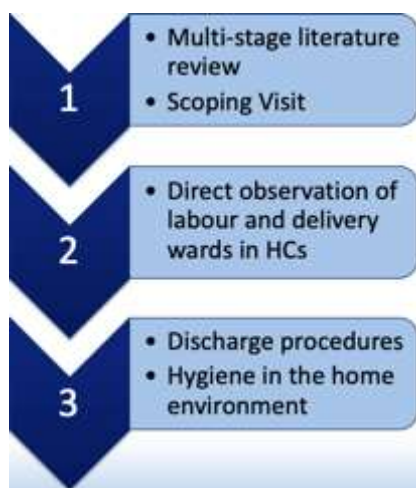 1
• Multi-stage literature
review
• Scoping Visit
2
• Direct observation of
labour and delivery
wards in HCs
3
• Discharge procedures
• Hygiene in the home
environment